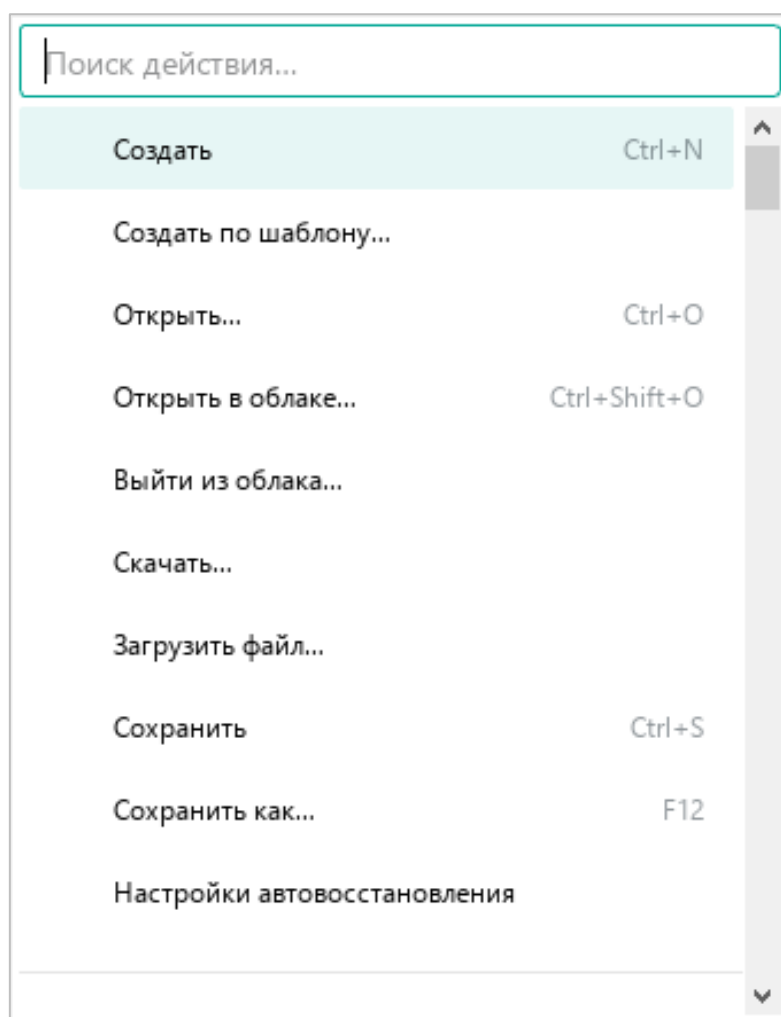 Поиск действия...
Создать Ctrl+N
Создать по шаблону...
Открыть... Ctrl+O
Открыть в облаке... Ctrl+Shift+O
Выйти из облака...
Скачать...
Загрузить файл...
Сохранить Ctrl+S
Сохранить как... F12
Настройки автовосстановления